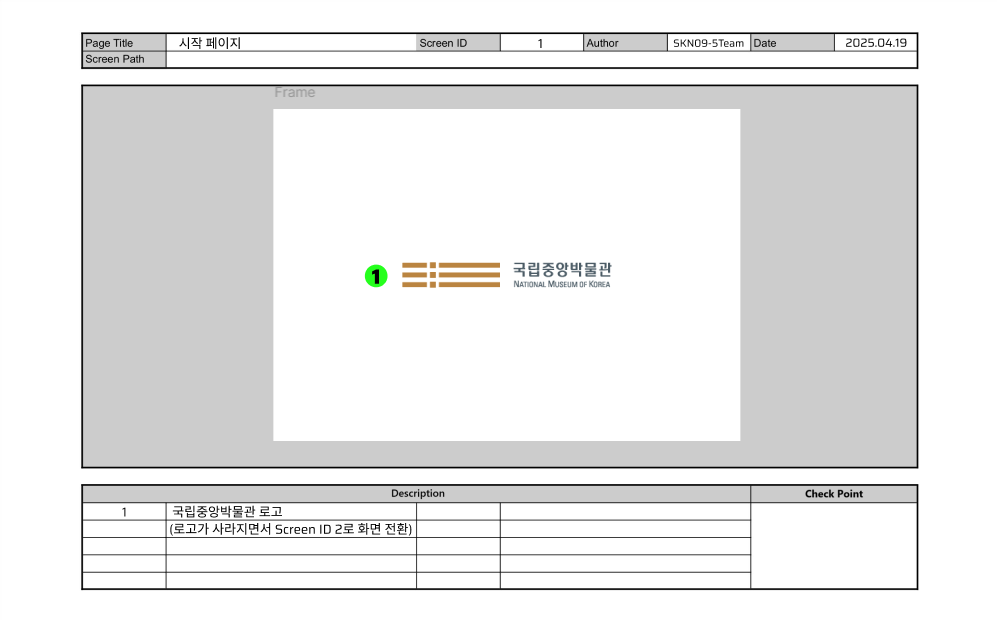 Page Title 시작 페이지 Screen ID 1 Author SKN09-5Team Date 2025.04.19
Screen Path
Frame
1
국립중앙박물관
NATIONAL MUSEUM OF KOREA
Description Check Point
1 국립중앙박물관 로고
(로고가 사라지면서 Screen ID 2로 화면 전환)